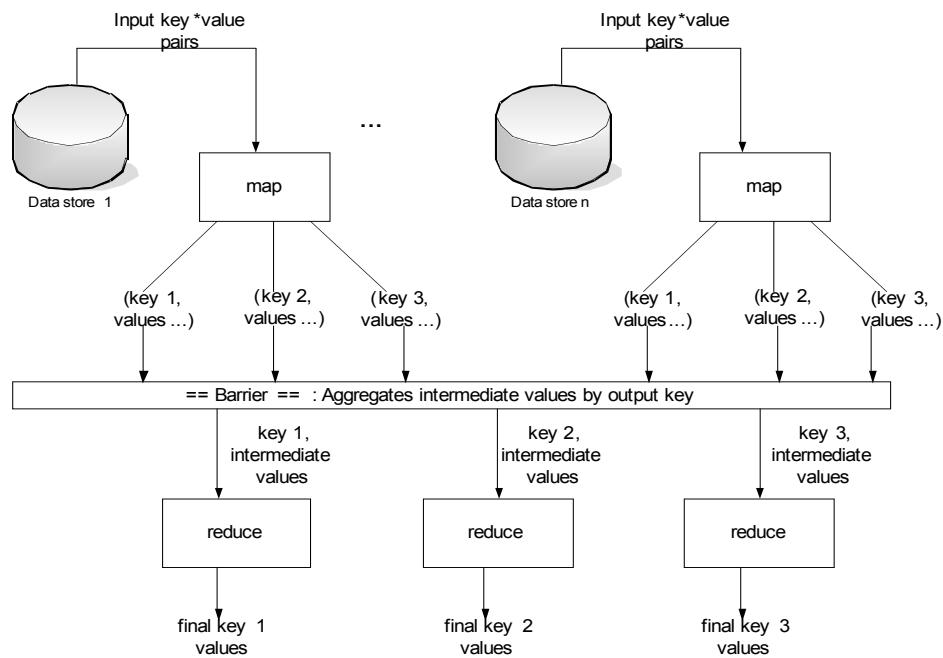 Input key *value
pairs
Input key *value
pairs
...
map
map
Data store 1
Data store n
(key 1,
values ...)
(key 2,
values ...)
(key 3,
values ...)
(key 1,
values ...)
(key 2,
values ...)
(key 3,
values ...)
== Barrier == : Aggregates intermediate values by output key
key 1,
intermediate
values
key 2,
intermediate
values
key 3,
intermediate
values
reduce
reduce
reduce
final key 1
values
final key 2
values
final key 3
values